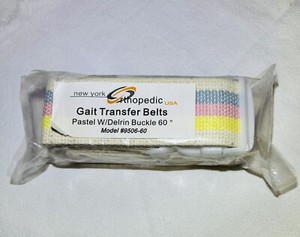 new york
Orthopedic USA
Gait Transfer Belts
Pastel W/Delrin Buckle 60 "
Model #9506-60